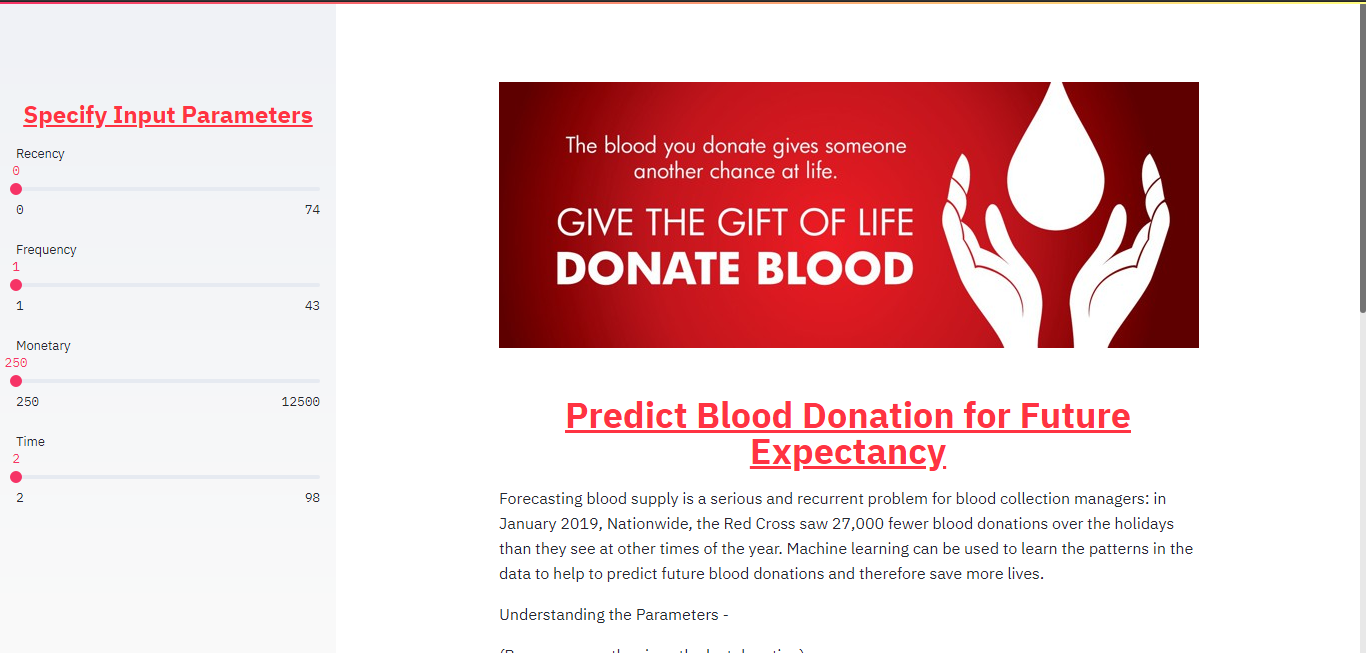 Specify Input Parameters
Recency
0
0 74
Frequency
1
1 43
Monetary
250
250 12500
Time
2
2 98
The blood you donate gives someone
another chance at life.
GIVE THE GIFT OF LIFE
DONATE BLOOD
Predict Blood Donation for Future
Expectancy
Forecasting blood supply is a serious and recurrent problem for blood collection managers: in
January 2019, Nationwide, the Red Cross saw 27,000 fewer blood donations over the holidays
than they see at other times of the year. Machine learning can be used to learn the patterns in the
data to help to predict future blood donations and therefore save more lives.
Understanding the Parameters -